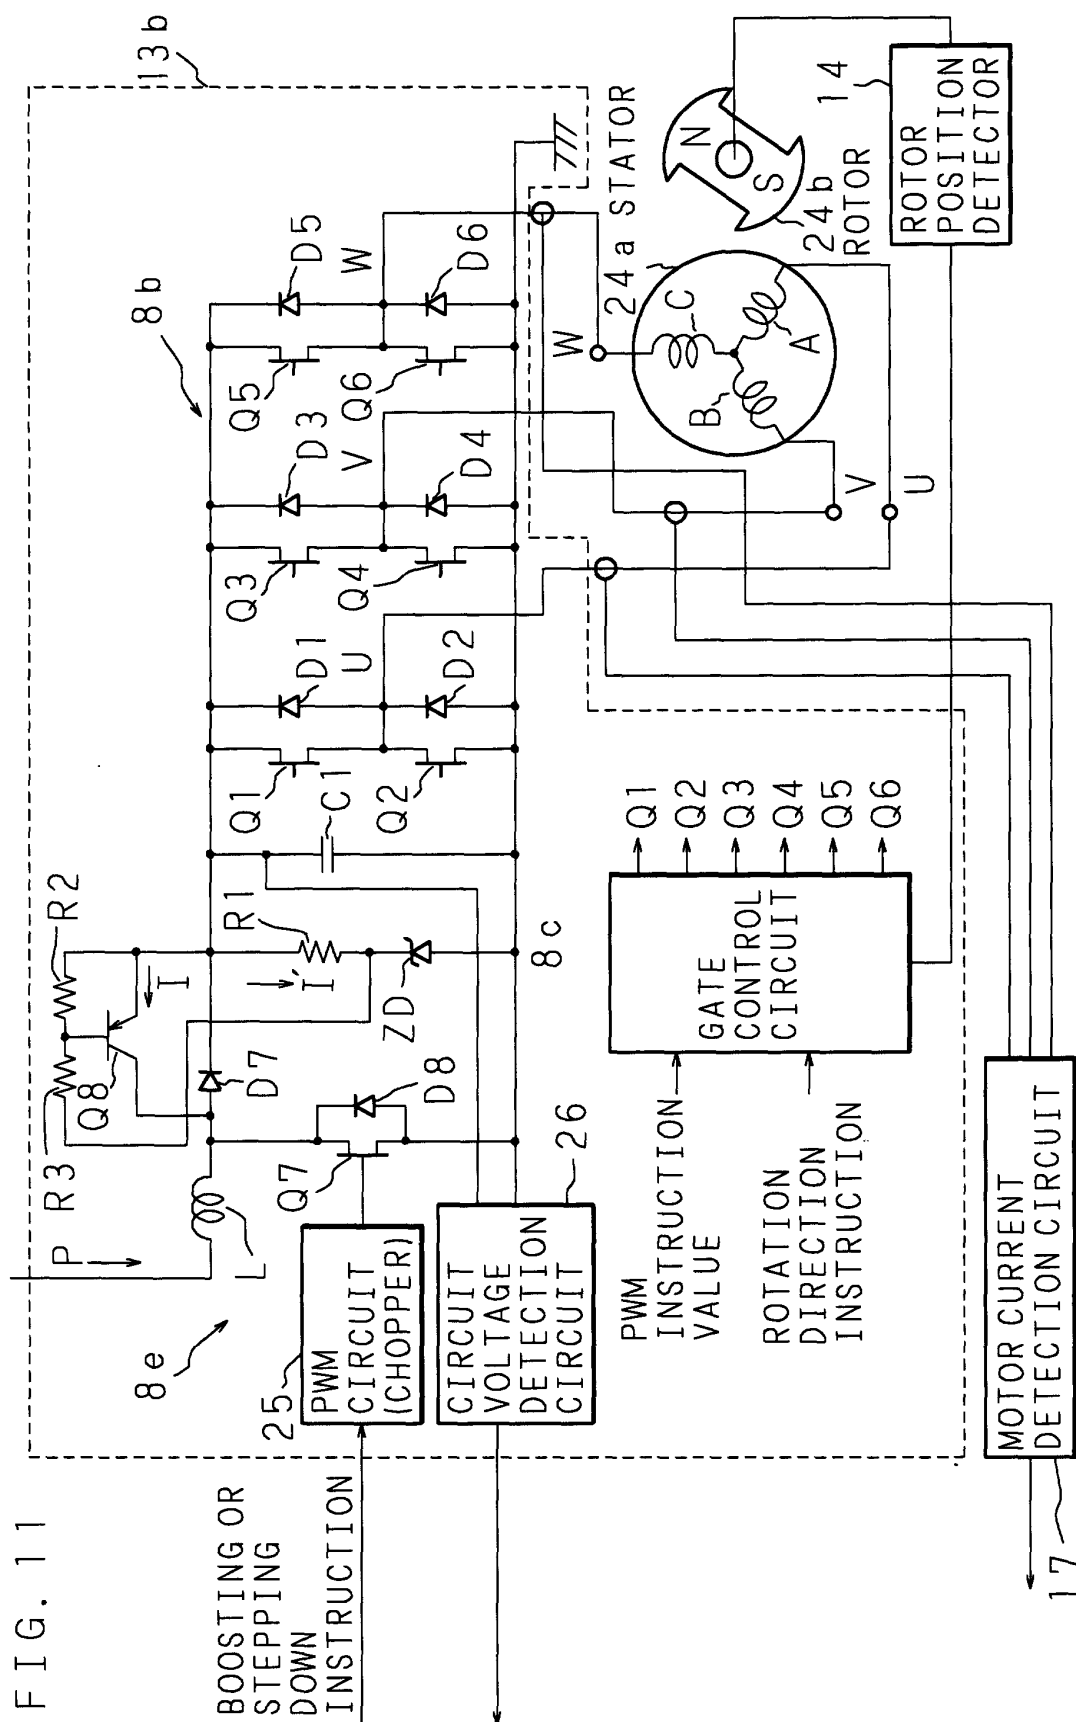 FIG. 11
13b
8b
D5
W
D6
Q5
Q6
D3
V
D4
Q3
Q4
D1
U
D2
Q1
Q2
C1
R2
R1
I
I'
ZD
8c
R3
Q8
D7
D8
Q7
P
L
8e
25
PWM
CIRCUIT
(CHOPPER)
CIRCUIT
VOLTAGE
DETECTION
CIRCUIT
26
BOOSTING OR
STEPPING
DOWN
INSTRUCTION
PWM
INSTRUCTION
VALUE
ROTATION
DIRECTION
INSTRUCTION
GATE
CONTROL
CIRCUIT
Q1
Q2
Q3
Q4
Q5
Q6
24a STATOR
W
C
B
A
V
U
N
S
24b
ROTOR
14
ROTOR
POSITION
DETECTOR
MOTOR CURRENT
DETECTION CIRCUIT
17